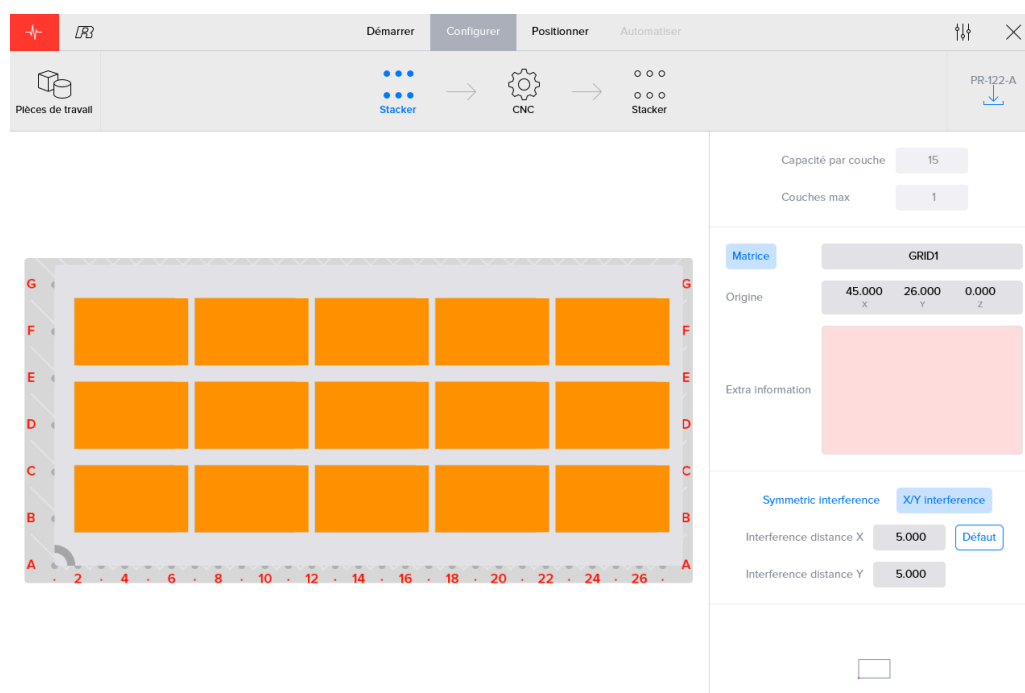 Démarrer Configurer Positionner Automatiser
Pièces de travail
Stacker CNC Stacker
PR-122-A
Capacité par couche 15
Couches max 1
Matrice GRID1
Origine 45.000 26.000 0.000
X Y Z
Extra information
Symmetric interference X/Y interference
Interference distance X 5.000 Défaut
Interference distance Y 5.000
G G
F F
E E
D D
C C
B B
A A
. 2 . 4 . 6 . 8 . 10 . 12 . 14 . 16 . 18 . 20 . 22 . 24 . 26 .